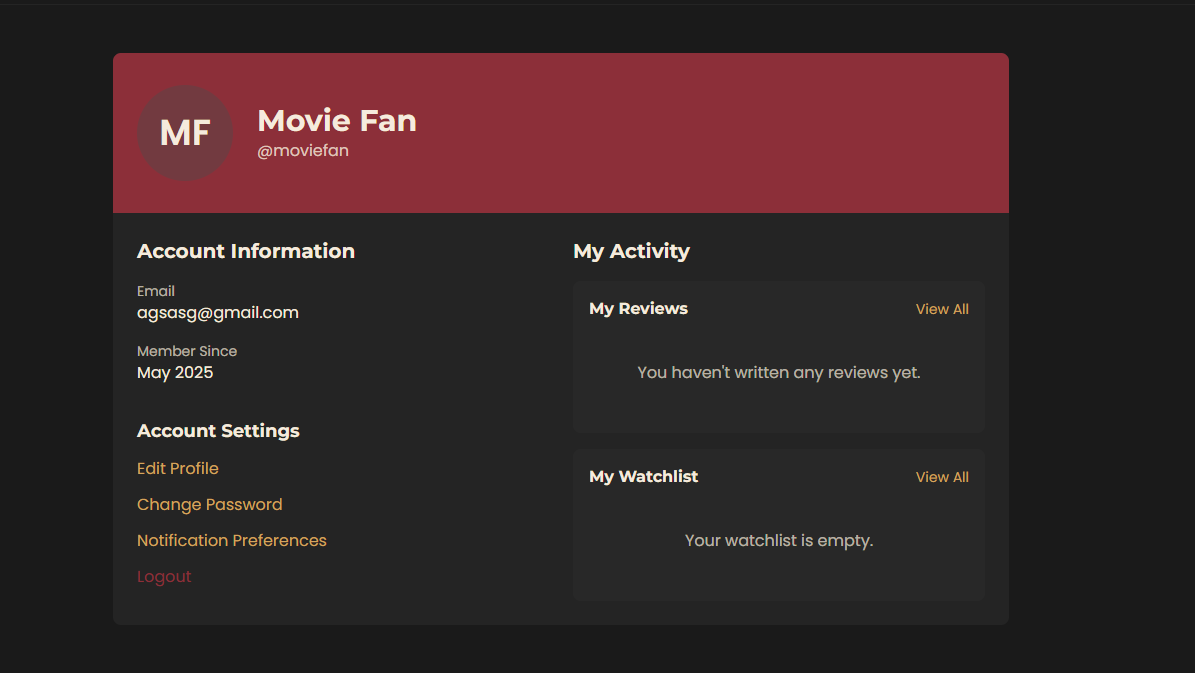 MF
Movie Fan
@moviefan
Account Information
Email
agsasg@gmail.com
Member Since
May 2025
Account Settings
Edit Profile
Change Password
Notification Preferences
Logout
My Activity
My Reviews
View All
You haven't written any reviews yet.
My Watchlist
View All
Your watchlist is empty.